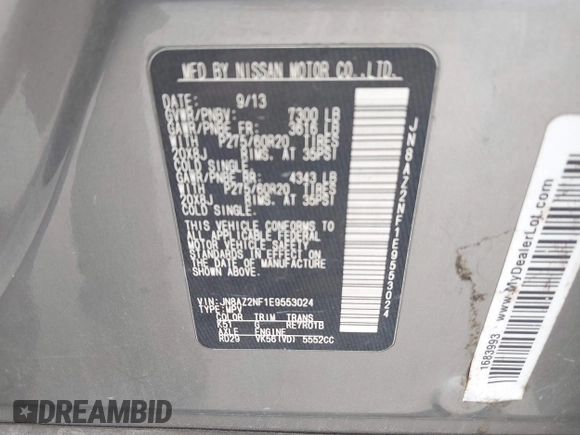 MFD BY NISSAN MOTOR CO.,LTD.
DATE: 9/13
GVWR/PNBV: 7300 LB
GAWR/PNBE FR: 3616 LB
WITH P275/60R20 TIRES
20X8J RIMS. AT 35PSI
COLD SINGLE.
GAWR/PNBE RR: 4343 LB
WITH P275/60R20 TIRES
20X8J RIMS. AT 35PSI
COLD SINGLE.
THIS VEHICLE CONFORMS TO
ALL APPLICABLE FEDERAL
MOTOR VEHICLE SAFETY
STANDARDS IN EFFECT ON
THE DATE OF MANUFACTURE
SHOWN ABOVE.
VIN: JN8AZ2NF1E9553024
TYPE: MPV
COLOR TRIM TRANS
K51 G RE7R01B
AXLE ENGINE
RD29 VK56(VD) 5552CC
JN8AZ2NF1E9553024
www.MyDealerLot.com
1683993
DREAMBID